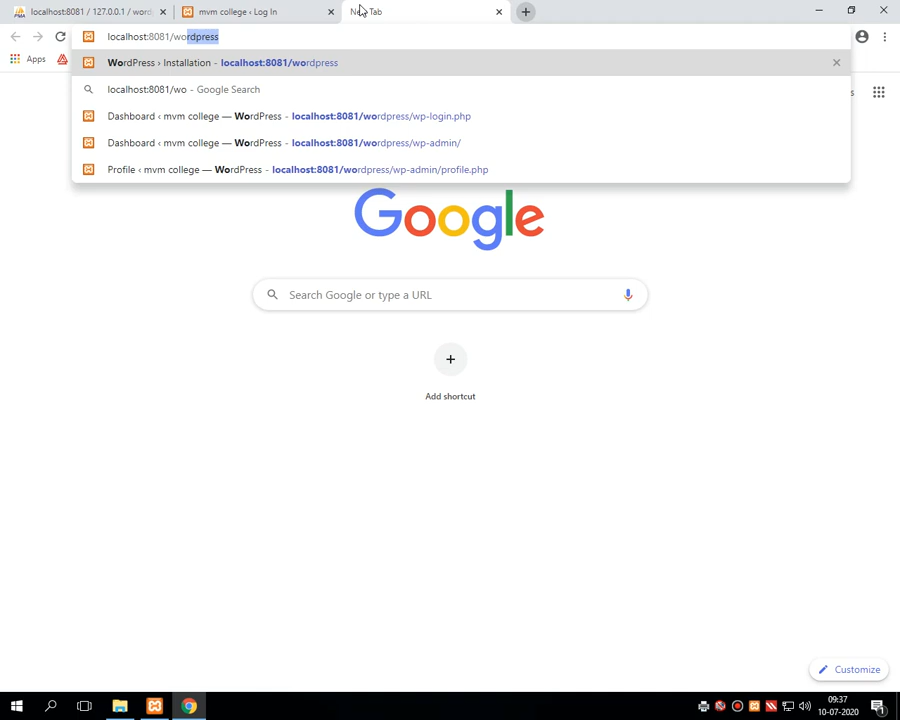 localhost:8081 / 127.0.0.1 / word
mvm college ‹ Log In
New Tab
localhost:8081/wordpress
Apps
WordPress › Installation - localhost:8081/wordpress
localhost:8081/wo - Google Search
Dashboard ‹ mvm college — WordPress - localhost:8081/wordpress/wp-login.php
Dashboard ‹ mvm college — WordPress - localhost:8081/wordpress/wp-admin/
Profile ‹ mvm college — WordPress - localhost:8081/wordpress/wp-admin/profile.php
Google
Search Google or type a URL
Add shortcut
Customize
09:37
10-07-2020
1